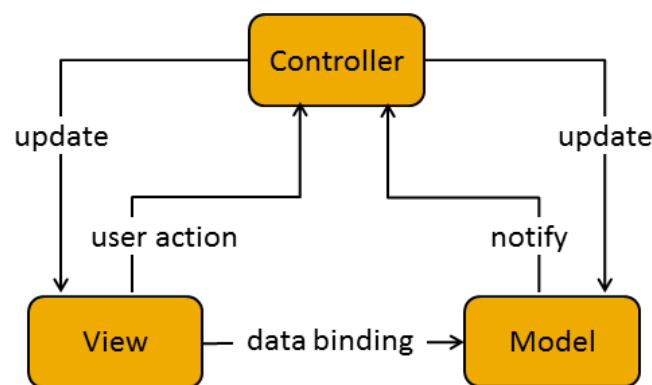 Controller
update
update
user action
notify
View
data binding
Model